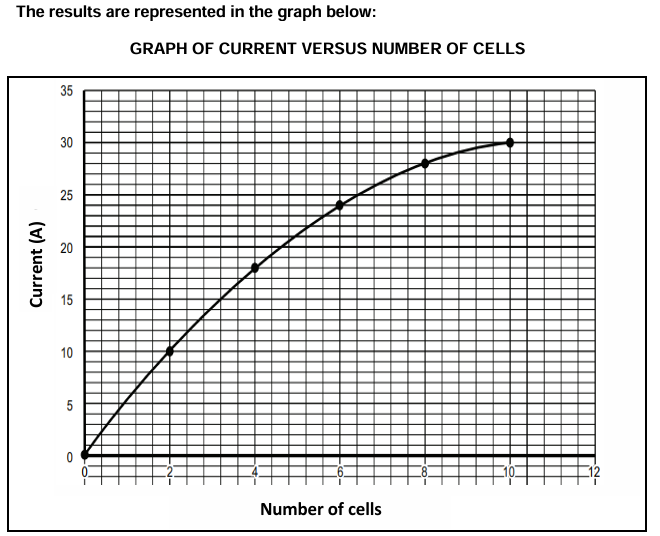 The results are represented in the graph below:
GRAPH OF CURRENT VERSUS NUMBER OF CELLS
35
30
25
20
15
10
5
0
Current (A)
0 2 4 6 8 10 12
Number of cells